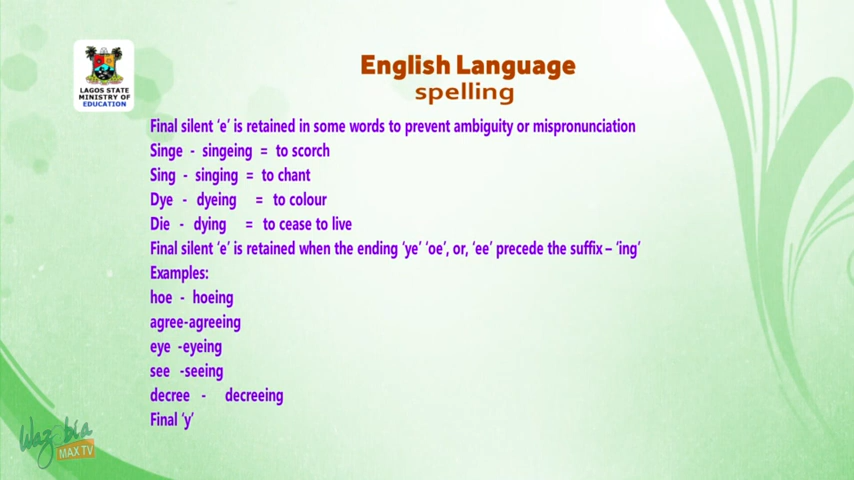 LAGOS STATE
MINISTRY OF
EDUCATION
English Language
spelling
Final silent ‘e’ is retained in some words to prevent ambiguity or mispronunciation
Singe - singeing = to scorch
Sing - singing = to chant
Dye - dyeing = to colour
Die - dying = to cease to live
Final silent ‘e’ is retained when the ending ‘ye’ ‘oe’, or, ‘ee’ precede the suffix – ‘ing’
Examples:
hoe - hoeing
agree-agreeing
eye -eyeing
see -seeing
decree - decreeing
Final ‘y’
Wazobia
MAX TV